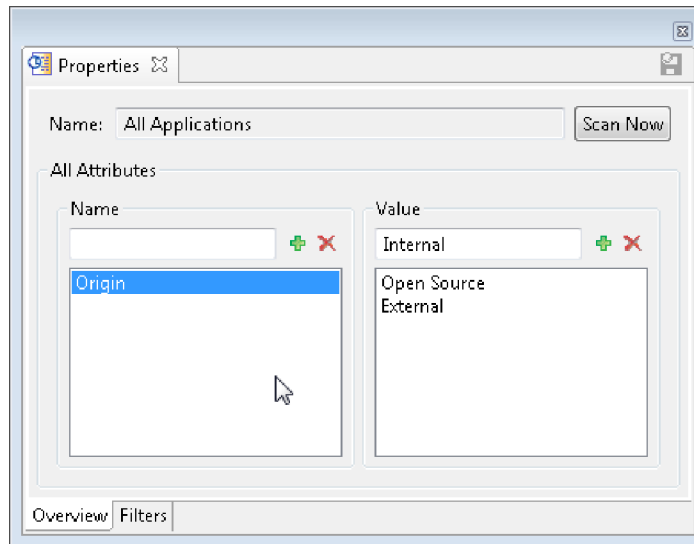 Properties
Name: All Applications Scan Now
All Attributes
Name
Origin
Value
Internal
Open Source
External
Overview Filters